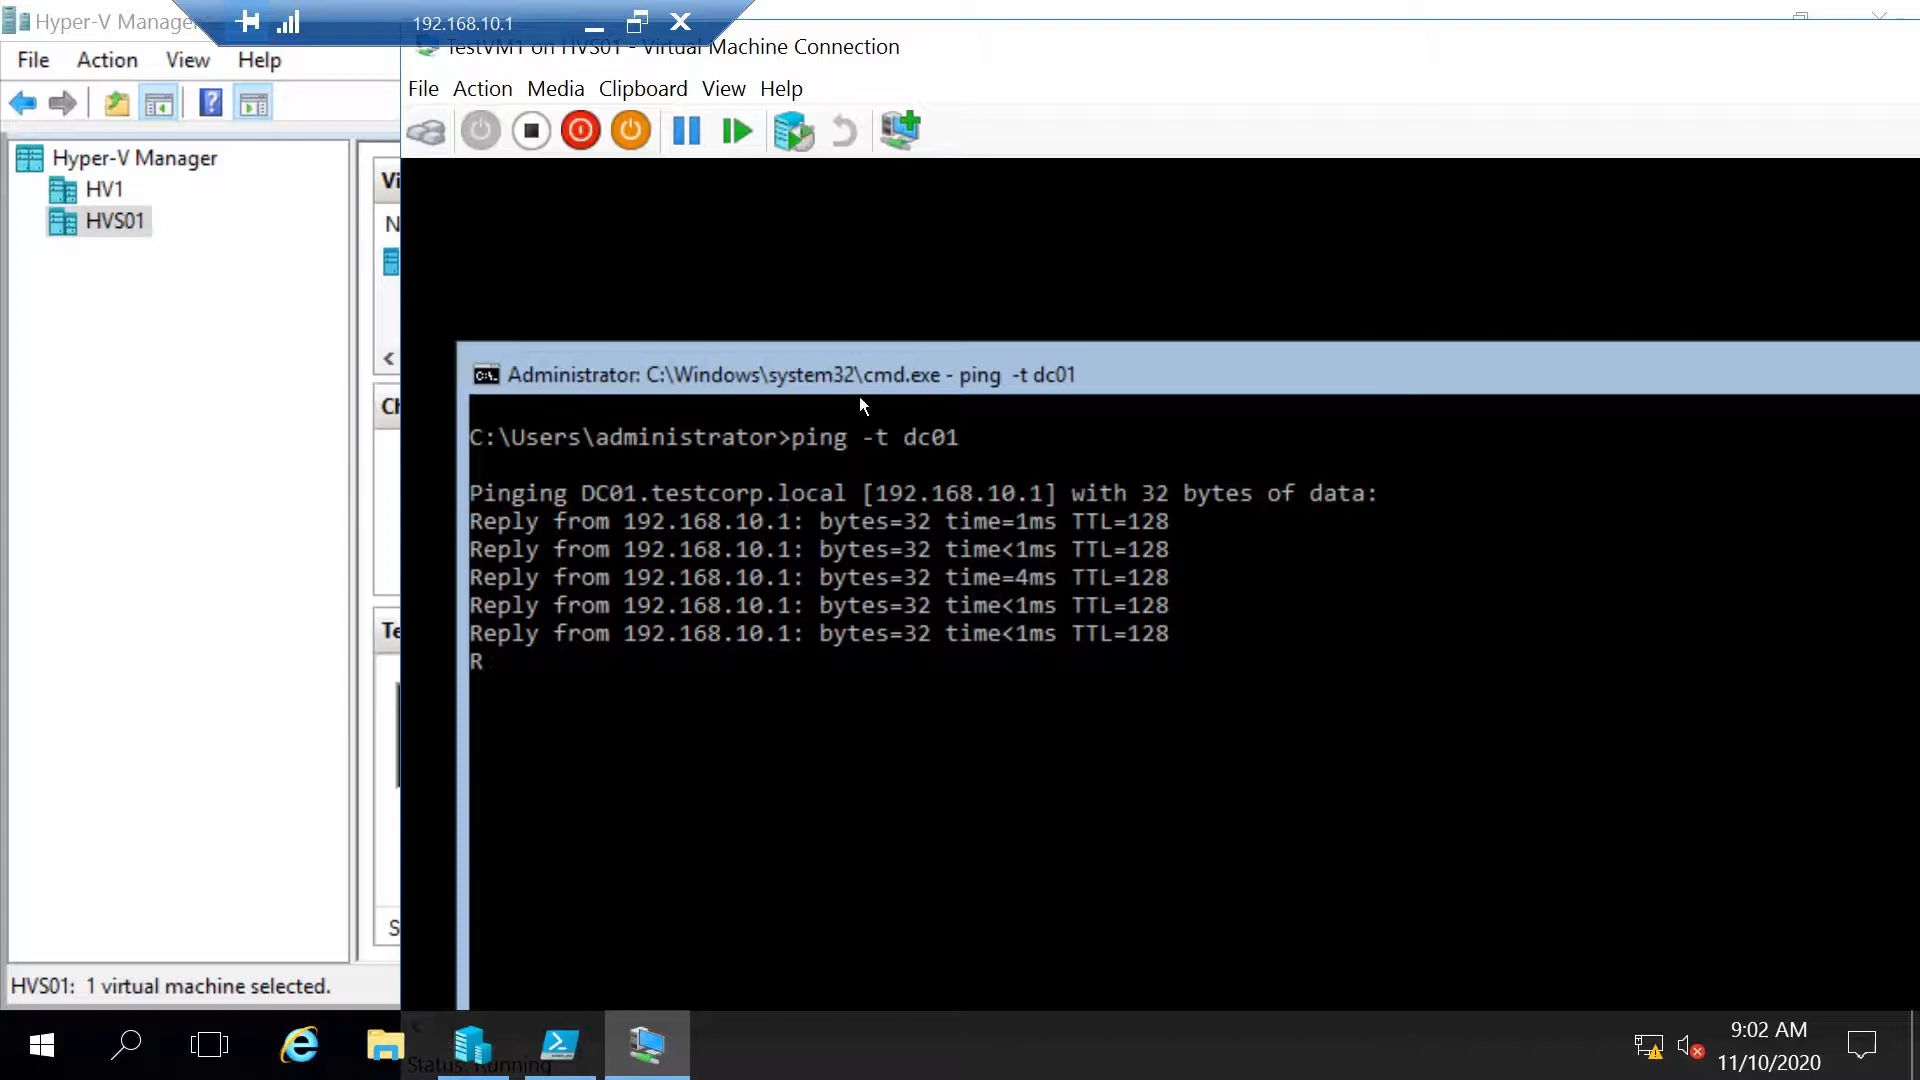 Hyper-V Manager
192.168.10.1
TestVM1 on HVS01 - Virtual Machine Connection
File Action View Help
File Action Media Clipboard View Help
Hyper-V Manager
HV1
HVS01
Administrator: C:\Windows\system32\cmd.exe - ping  -t dc01
C:\Users\administrator>ping -t dc01
Pinging DC01.testcorp.local [192.168.10.1] with 32 bytes of data:
Reply from 192.168.10.1: bytes=32 time=1ms TTL=128
Reply from 192.168.10.1: bytes=32 time<1ms TTL=128
Reply from 192.168.10.1: bytes=32 time=4ms TTL=128
Reply from 192.168.10.1: bytes=32 time<1ms TTL=128
Reply from 192.168.10.1: bytes=32 time<1ms TTL=128
R
HVS01:  1 virtual machine selected.
Status: Running
9:02 AM
11/10/2020